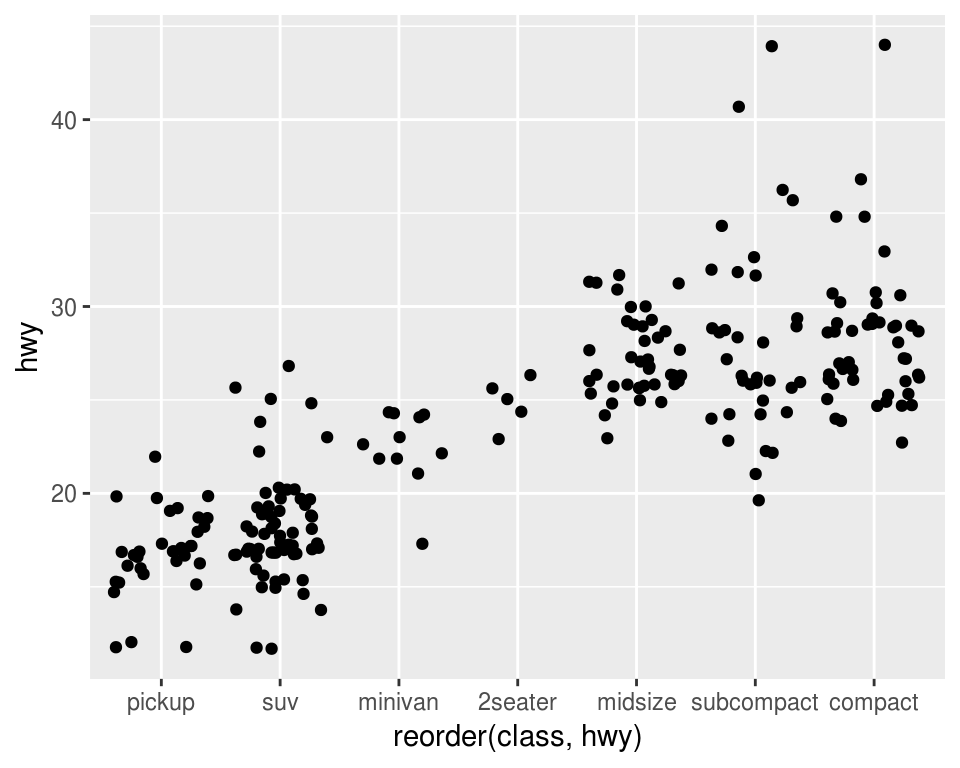 40
30
20
hwy
pickup suv minivan 2seater midsize subcompact compact
reorder(class, hwy)